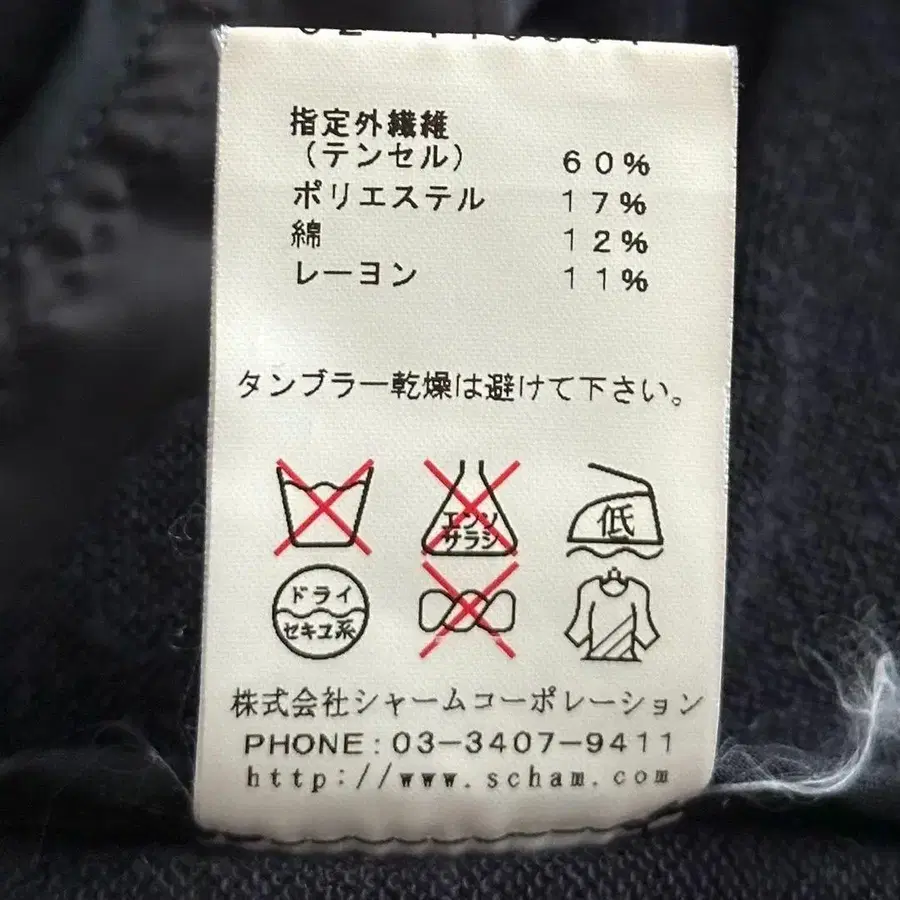 指定外繊維
(テンセル) 60%
ポリエステル 17%
綿 12%
レーヨン 11%
タンブラー乾燥は避けて下さい。
エンソ
サラシ
低
ドライ
セキユ系
株式会社シャームコーポレーション
PHONE:03-3407-9411
http://www.scham.com